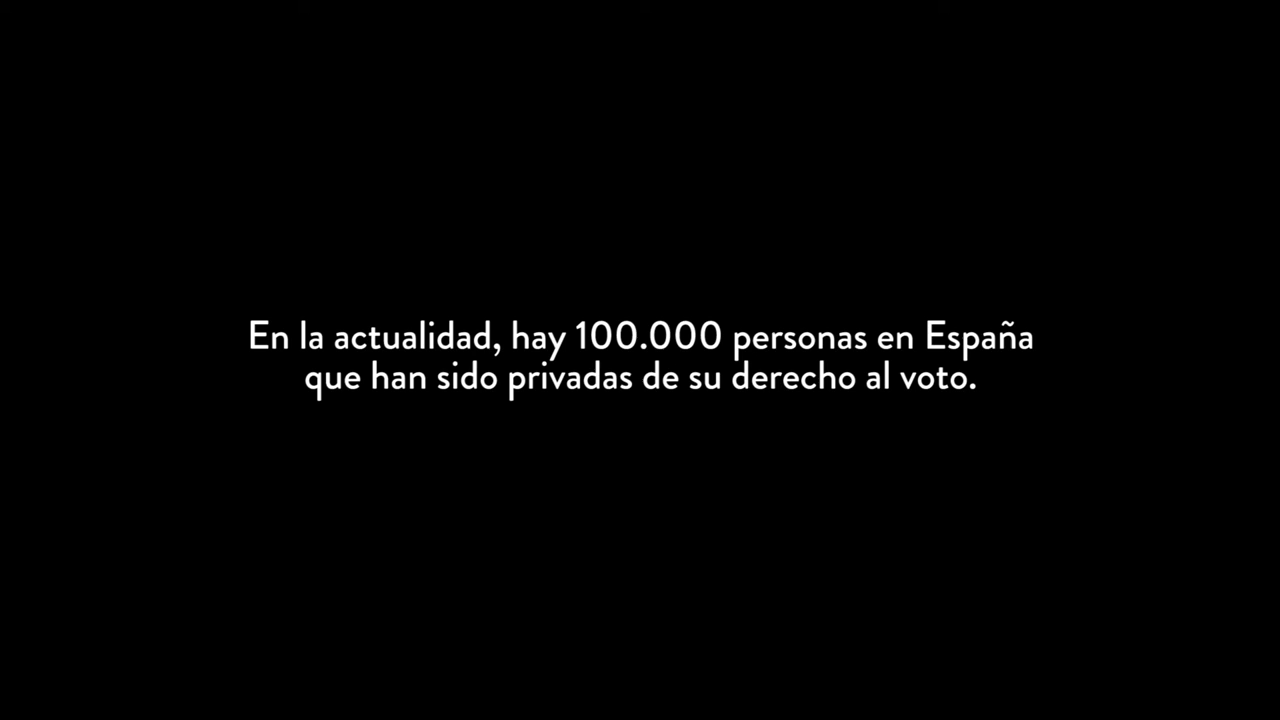 En la actualidad, hay 100.000 personas en España
que han sido privadas de su derecho al voto.